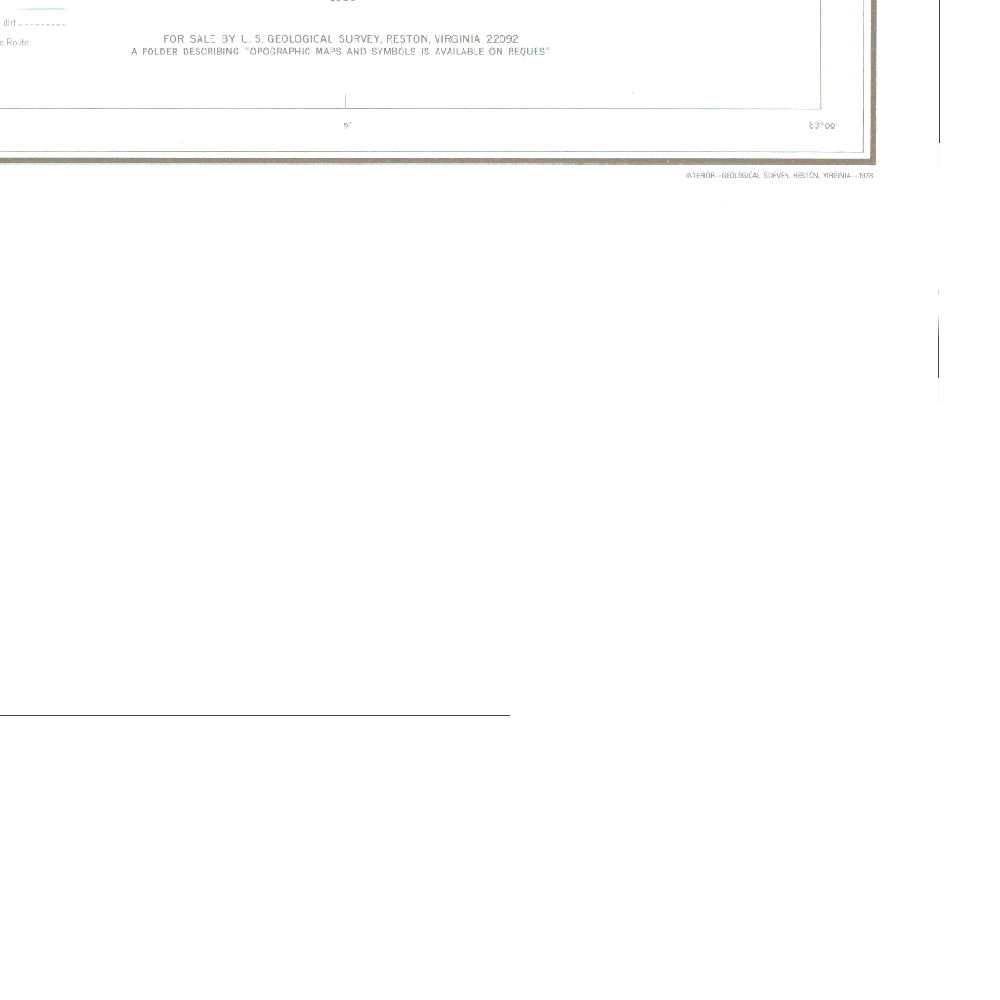 dirt
e Route
FOR SALE BY U. S. GEOLOGICAL SURVEY, RESTON, VIRGINIA 22092
A FOLDER DESCRIBING "OPOGRAPHIC MAPS AND SYMBOLS IS AVAILABLE ON REQUES"
5'
83°00'
INTERIOR—GEOLOGICAL SURVEY, RESTON, VIRGINIA—1978